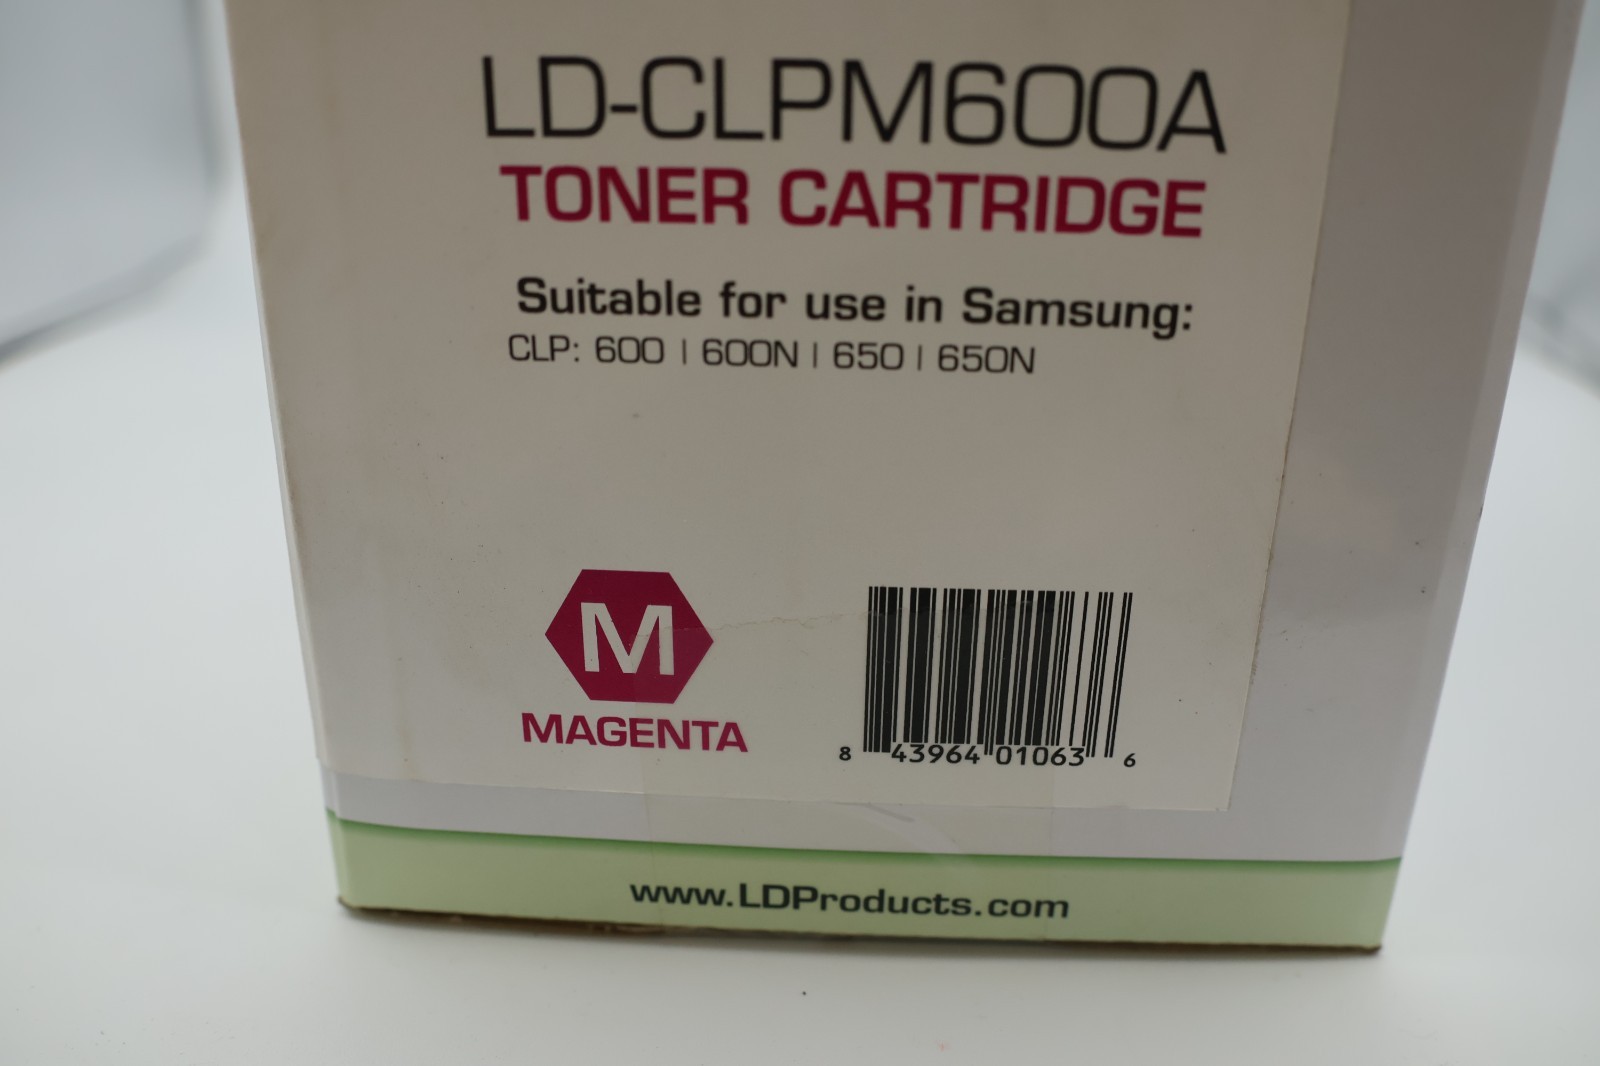 LD-CLPM600A
TONER CARTRIDGE
Suitable for use in Samsung:
CLP: 600 | 600N | 650 | 650N
M
MAGENTA
8 43964 01063 6
www.LDProducts.com